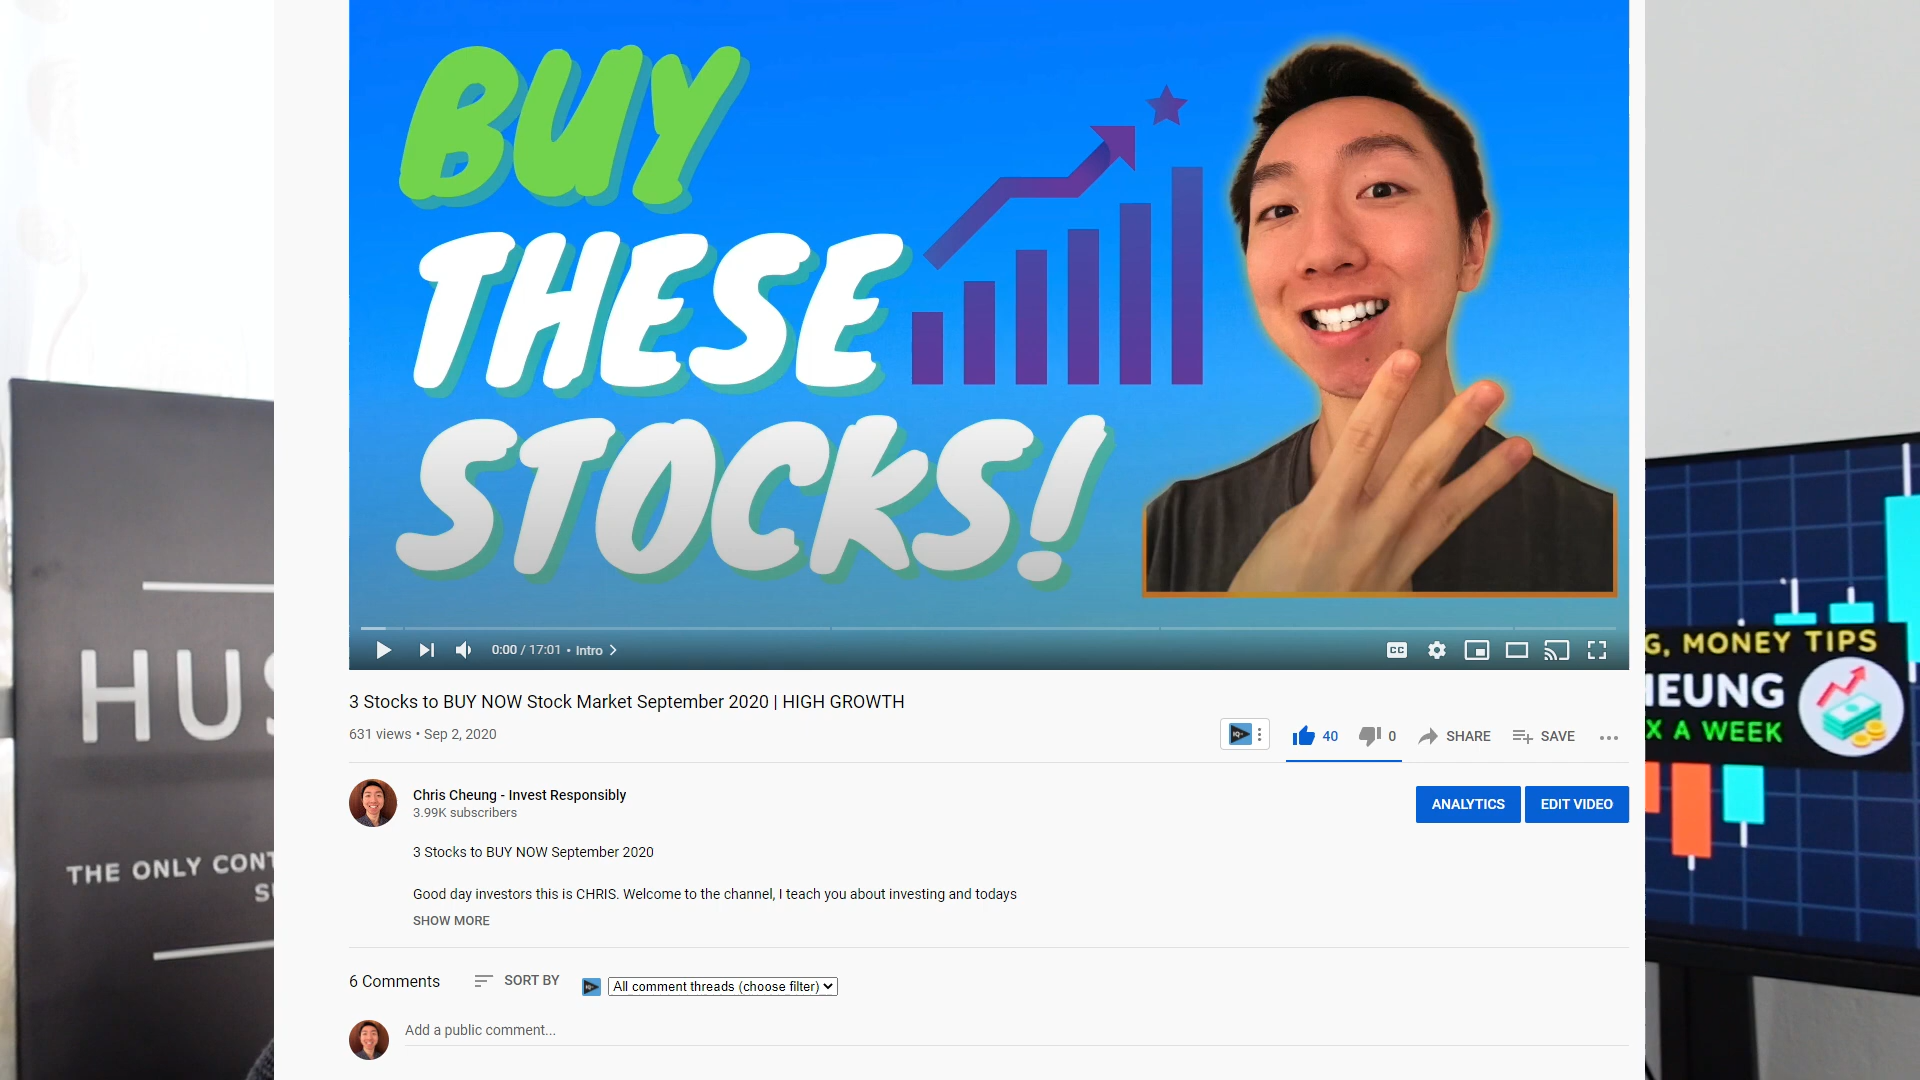 BUY
THESE
STOCKS!
0:00 / 17:01 • Intro
CC
3 Stocks to BUY NOW Stock Market September 2020 | HIGH GROWTH
631 views • Sep 2, 2020
IQ
40
0
SHARE
SAVE
Chris Cheung - Invest Responsibly
3.99K subscribers
ANALYTICS
EDIT VIDEO
3 Stocks to BUY NOW September 2020
Good day investors this is CHRIS. Welcome to the channel, I teach you about investing and todays
SHOW MORE
6 Comments
SORT BY
All comment threads (choose filter)
Add a public comment...
HUS
THE ONLY CONT
S
G, MONEY TIPS
HEUNG
X A WEEK